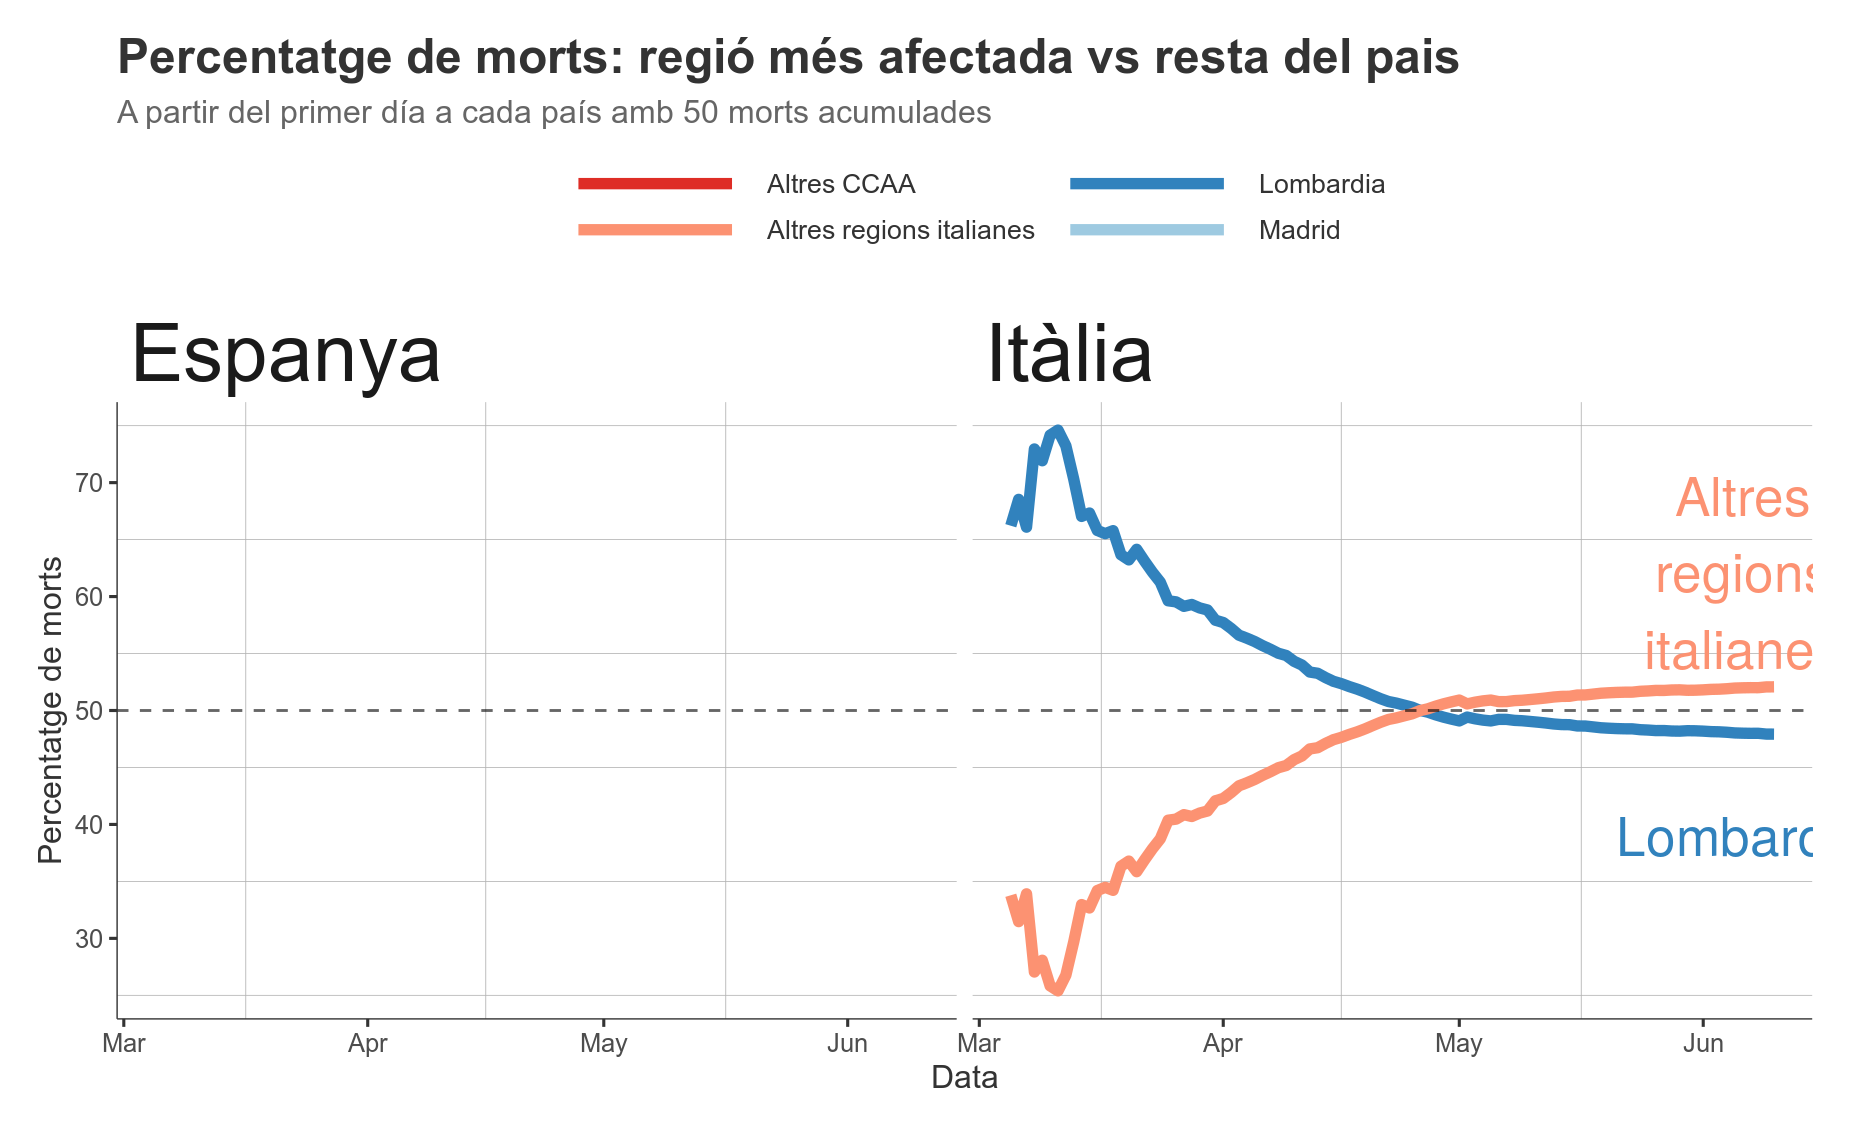 Percentatge de morts: regió més afectada vs resta del pais
A partir del primer día a cada país amb 50 morts acumulades
Altres CCAA
Lombardia
Altres regions italianes
Madrid
Espanya
Itàlia
Percentatge de morts
70
60
50
40
30
Altres
regions
italiane
Lombard
Mar
Apr
May
Jun
Mar
Apr
May
Jun
Data